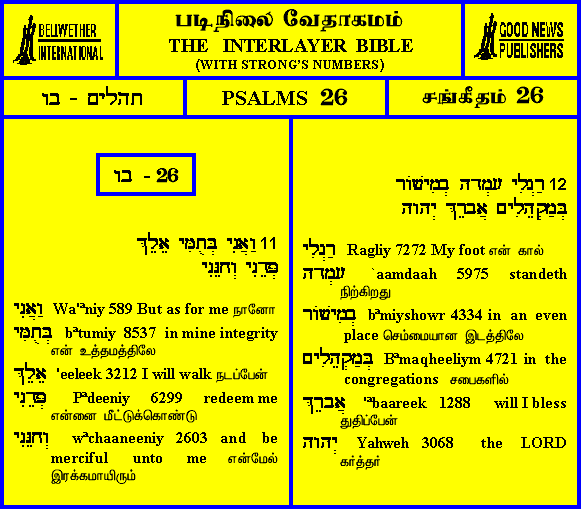 BELLWETHER
INTERNATIONAL
படிநிலை வேதாகமம்
THE INTERLAYER BIBLE
(WITH STRONG'S NUMBERS)
GOOD NEWS
PUBLISHERS
תהלים - בו
PSALMS 26
சங்கீதம் 26
בו - 26
11 וַאֲנִי בְּתֻמִּי אֵלֵךְ
פְּדֵנִי וְחׇנֵּנִי
וַאֲנִי Wa'ªniy 589 But as for me நானோ
בְּתֻמִּי bªtumiy 8537 in mine integrity
என் உத்தமத்திலே
אֵלֵךְ 'eeleek 3212 I will walk நடப்பேன்
פְּדֵנִי Pªdeeniy 6299 redeem me
என்னை மீட்டுக்கொண்டு
וְחׇנֵּנִי wªchaaneeniy 2603 and be
merciful unto me என்மேல்
இரக்கமாயிரும்
12 רַגְלִי עׇמְדׇה בְמִישׁוֹר
בְּמַקְהֵלִים אֲבׇרֵךְ יְהוׇה
רַגְלִי Ragliy 7272 My foot என் கால்
עׇמְדׇה `aamdaah 5975 standeth
நிற்கிறது
בְמִישׁוֹר bªmiyshowr 4334 in an even
place செம்மையான இடத்திலே
בְּמַקְהֵלִים Bªmaqheeliym 4721 in the
congregations சபைகளில்
אֲבׇרֵךְ 'ªbaareek 1288 will I bless
துதிப்பேன்
יְהוׇה Yahweh 3068 the LORD
கர்த்தர்